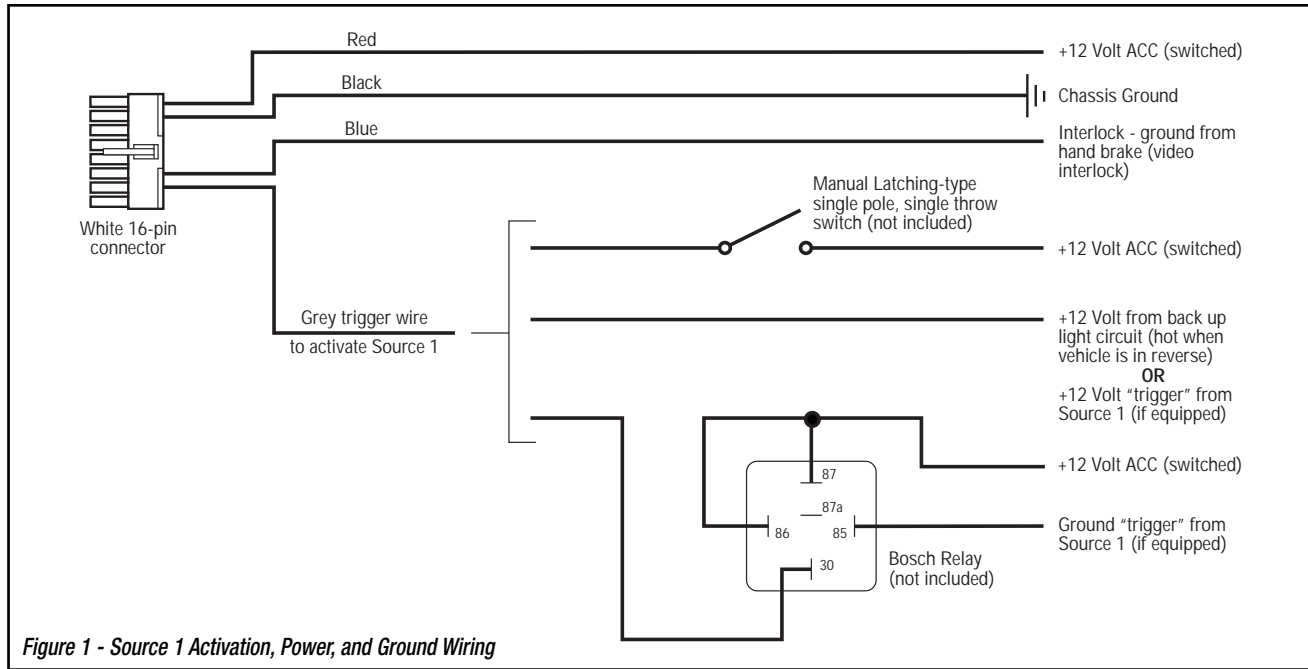 Red
+12 Volt ACC (switched)
Black
Chassis Ground
Blue
Interlock - ground from
hand brake (video
interlock)
White 16-pin
connector
Manual Latching-type
single pole, single throw
switch (not included)
+12 Volt ACC (switched)
Grey trigger wire
to activate Source 1
+12 Volt from back up
light circuit (hot when
vehicle is in reverse)
OR
+12 Volt “trigger” from
Source 1 (if equipped)
+12 Volt ACC (switched)
87
87a
86
85
30
Ground “trigger” from
Source 1 (if equipped)
Bosch Relay
(not included)
Figure 1 - Source 1 Activation, Power, and Ground Wiring